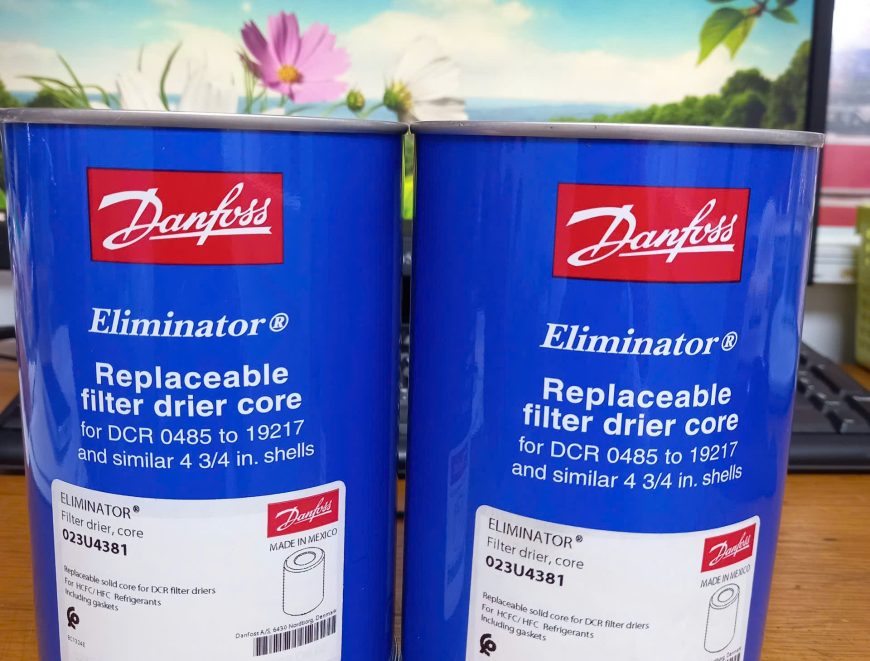 Danfoss
Eliminator®
Replaceable
filter drier core
for DCR 0485 to 19217
and similar 4 3/4 in. shells
ELIMINATOR®
Filter drier, core
023U4381
Danfoss
MADE IN MEXICO
Replaceable solid core for DCR filter driers
For HCFC/ HFC Refrigerants
Including gaskets
Danfoss A/S, 6430 Nordborg, Denmark
Danfoss
Eliminator®
Replaceable
filter drier core
for DCR 0485 to 19217
and similar 4 3/4 in. shells
ELIMINATOR®
Filter drier, core
023U4381
Danfoss
MADE IN MEXICO
Replaceable solid core for DCR filter driers
For HCFC/ HFC Refrigerants
Including gaskets